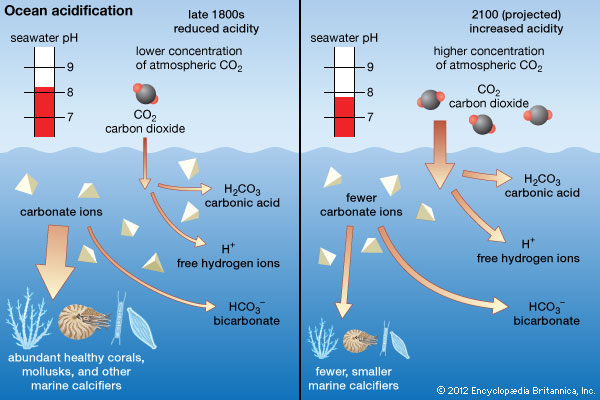 Ocean acidification
late 1800s
reduced acidity
seawater pH
9
8
7
lower concentration
of atmospheric CO₂
CO₂
carbon dioxide
carbonate ions
H₂CO₃
carbonic acid
H⁺
free hydrogen ions
HCO₃⁻
bicarbonate
abundant healthy corals,
mollusks, and other
marine calcifiers
2100 (projected)
increased acidity
seawater pH
9
8
7
higher concentration
of atmospheric CO₂
CO₂
carbon dioxide
fewer
carbonate ions
H₂CO₃
carbonic acid
H⁺
free hydrogen ions
HCO₃⁻
bicarbonate
fewer, smaller
marine calcifiers
© 2012 Encyclopædia Britannica, Inc.